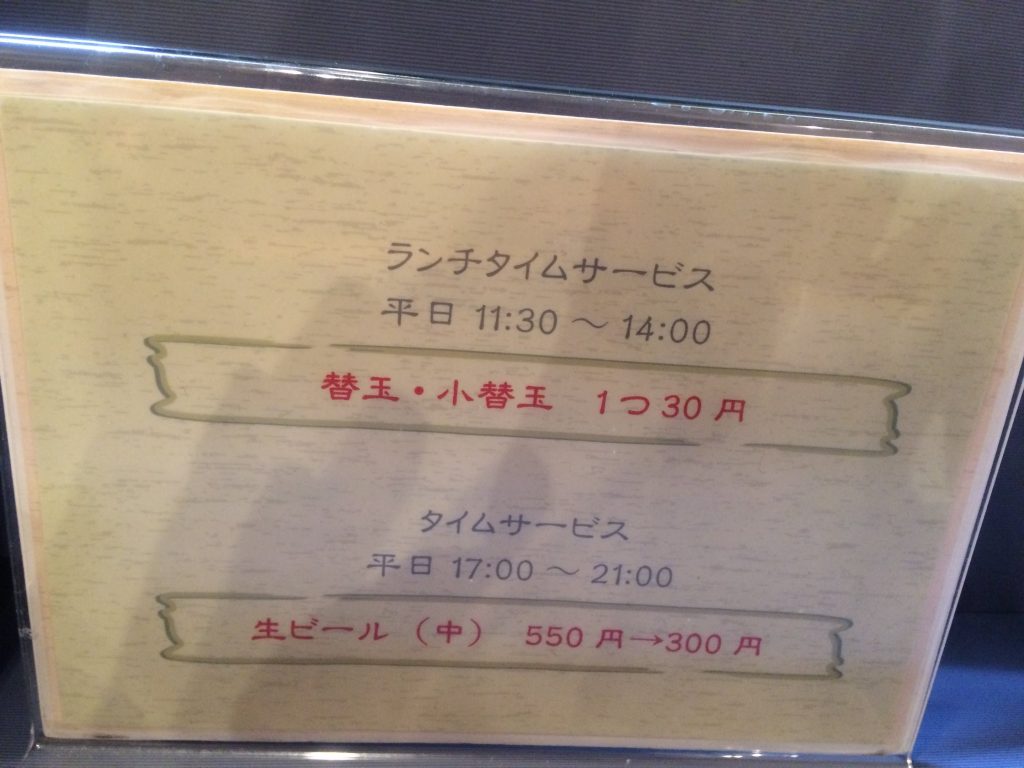 ランチタイムサービス
平日 11:30 ～ 14:00
替玉・小替玉 1つ30円
タイムサービス
平日 17:00 ～ 21:00
生ビール（中） 550円→300円